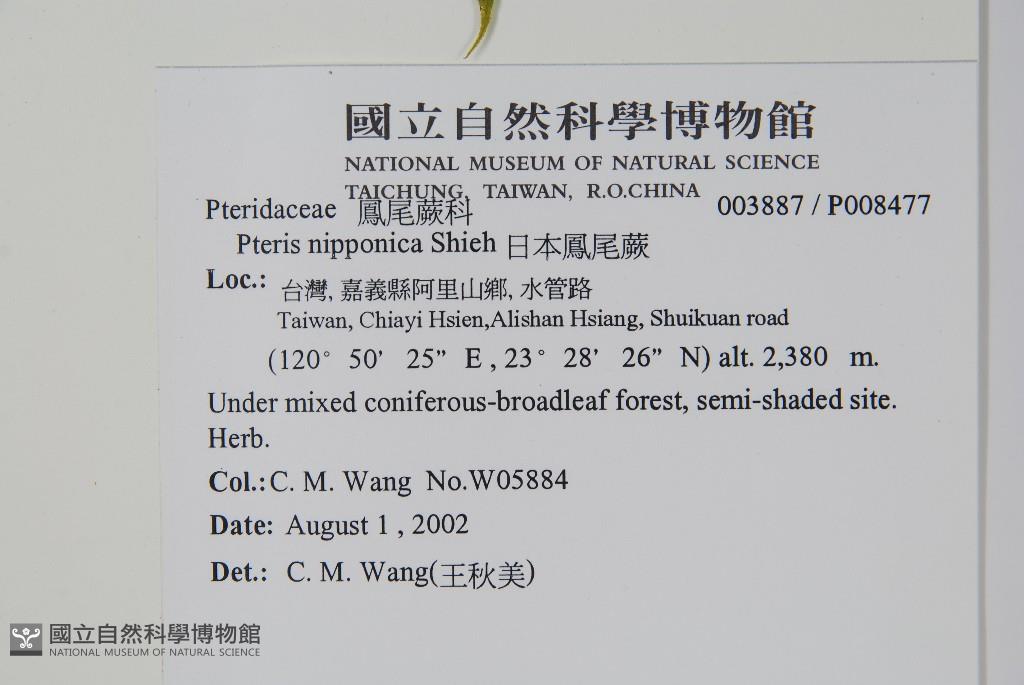 國立自然科學博物館
NATIONAL MUSEUM OF NATURAL SCIENCE
TAICHUNG, TAIWAN, R.O.CHINA
Pteridaceae 鳳尾蕨科 003887 / P008477
Pteris nipponica Shieh 日本鳳尾蕨
Loc.: 台灣, 嘉義縣阿里山鄉, 水管路
Taiwan, Chiayi Hsien,Alishan Hsiang, Shuikuan road
(120° 50' 25" E , 23° 28' 26" N) alt. 2,380 m.
Under mixed coniferous-broadleaf forest, semi-shaded site.
Herb.
Col.: C. M. Wang No.W05884
Date: August 1 , 2002
Det.: C. M. Wang(王秋美)
國立自然科學博物館
NATIONAL MUSEUM OF NATURAL SCIENCE